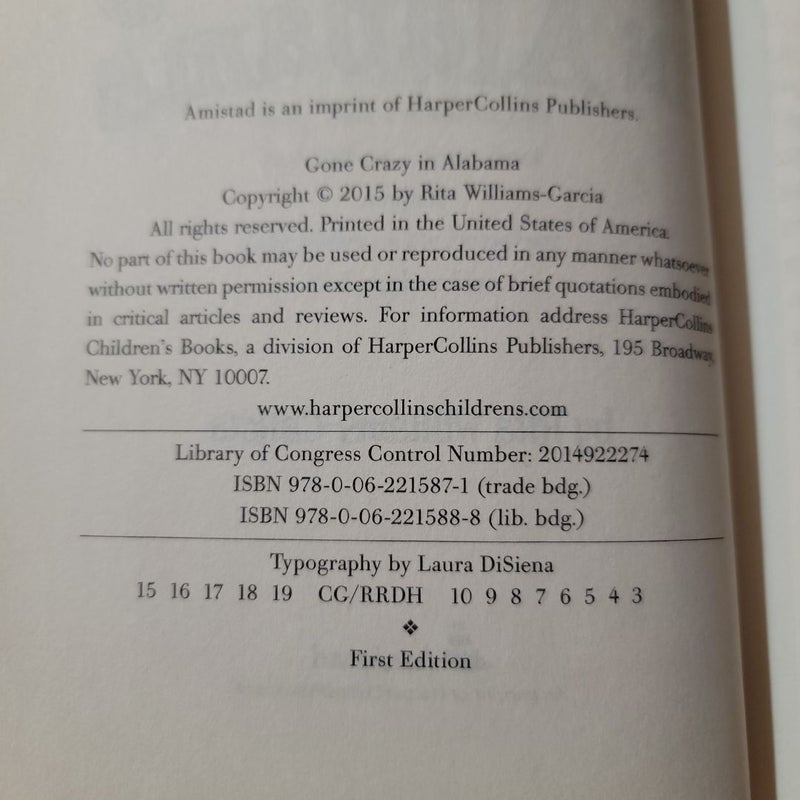 Amistad is an imprint of HarperCollins Publishers.
Gone Crazy in Alabama
Copyright © 2015 by Rita Williams-Garcia
All rights reserved. Printed in the United States of America.
No part of this book may be used or reproduced in any manner whatsoever
without written permission except in the case of brief quotations embodied
in critical articles and reviews. For information address HarperCollins
Children's Books, a division of HarperCollins Publishers, 195 Broadway,
New York, NY 10007.
www.harpercollinschildrens.com
Library of Congress Control Number: 2014922274
ISBN 978-0-06-221587-1 (trade bdg.)
ISBN 978-0-06-221588-8 (lib. bdg.)
Typography by Laura DiSiena
15 16 17 18 19 CG/RRDH 10 9 8 7 6 5 4 3
❖
First Edition